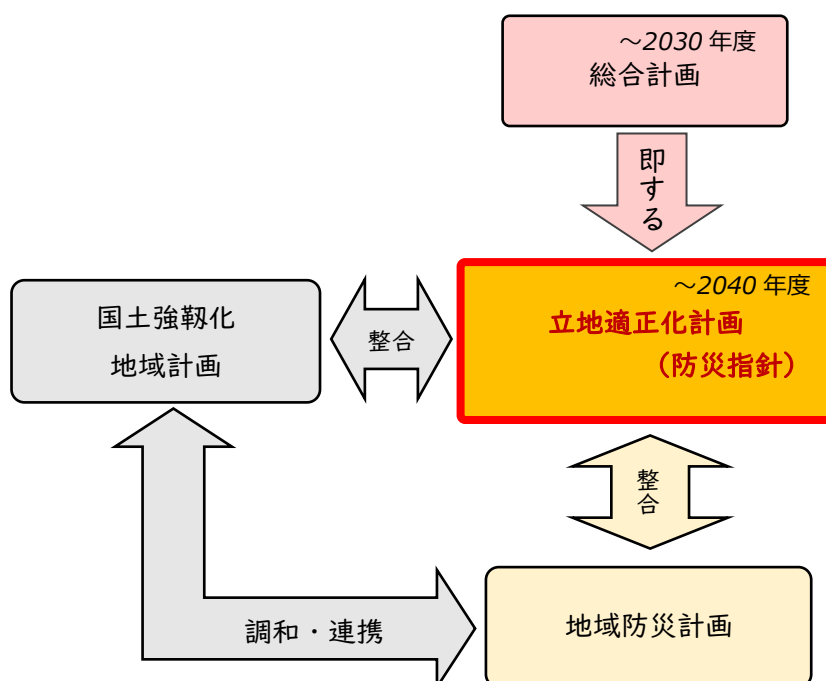 ～2030 年度
総合計画
即する
～2040 年度
立地適正化計画
（防災指針）
国土強靱化
地域計画
整合
整合
地域防災計画
調和・連携